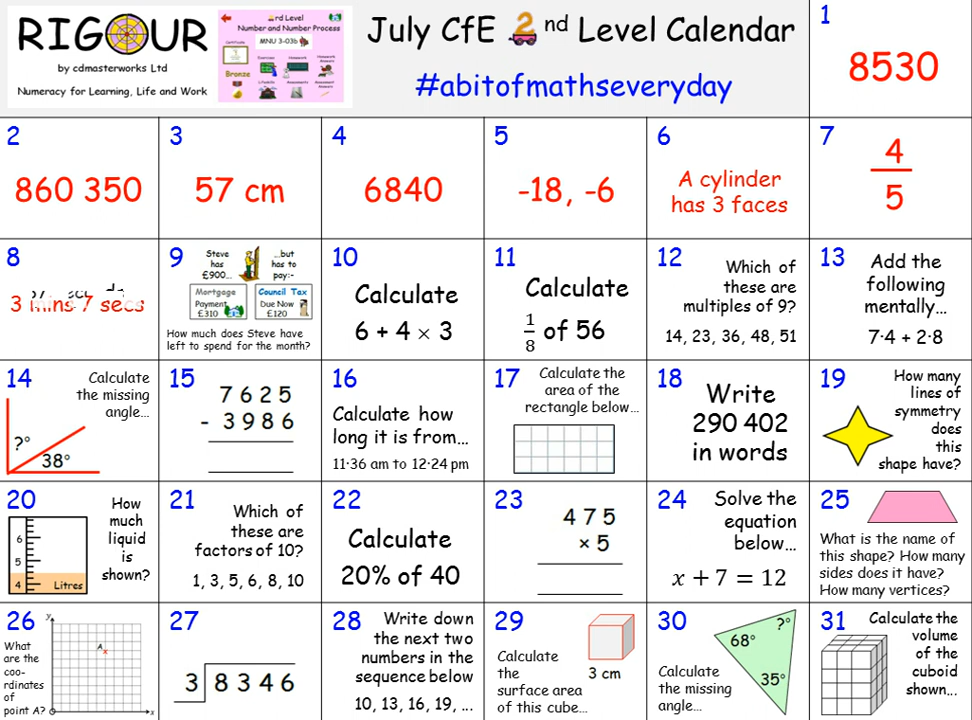 RIGOUR
by cdmasterworks Ltd
Numeracy for Learning, Life and Work
rd Level
Number and Number Process
MNU 3-03b
Bronze
July CfE 2nd Level Calendar
#abitofmathseveryday
1
8530
2
860 350
3
57 cm
4
6840
5
-18, -6
6
A cylinder
has 3 faces
7
4
5
8
3 mins 7 secs
9
Steve
has
£900...
...but
has to
pay:-
Mortgage
Payment
£310
Council Tax
Due Now
£120
How much does Steve have
left to spend for the month?
10
Calculate
6 + 4 × 3
11
Calculate
1/8 of 56
12
Which of
these are
multiples of 9?
14, 23, 36, 48, 51
13
Add the
following
mentally...
7·4 + 2·8
14
Calculate
the missing
angle...
?°
38°
15
7 6 2 5
- 3 9 8 6
16
Calculate how
long it is from...
11·36 am to 12·24 pm
17
Calculate the
area of the
rectangle below...
18
Write
290 402
in words
19
How many
lines of
symmetry
does
this
shape have?
20
How
much
liquid
is
shown?
6
5
4
Litres
21
Which of
these are
factors of 10?
1, 3, 5, 6, 8, 10
22
Calculate
20% of 40
23
4 7 5
× 5
24
Solve the
equation
below...
x + 7 = 12
25
What is the name of
this shape? How many
sides does it have?
How many vertices?
26
What
are the
coo-
rdinates
of
point A?
y
A
x
27
3 8 3 4 6
28
Write down
the next two
numbers in the
sequence below
10, 13, 16, 19, ...
29
Calculate
the
surface area
of this cube...
3 cm
30
68°
?°
35°
Calculate
the missing
angle...
31
Calculate the
volume
of the
cuboid
shown...